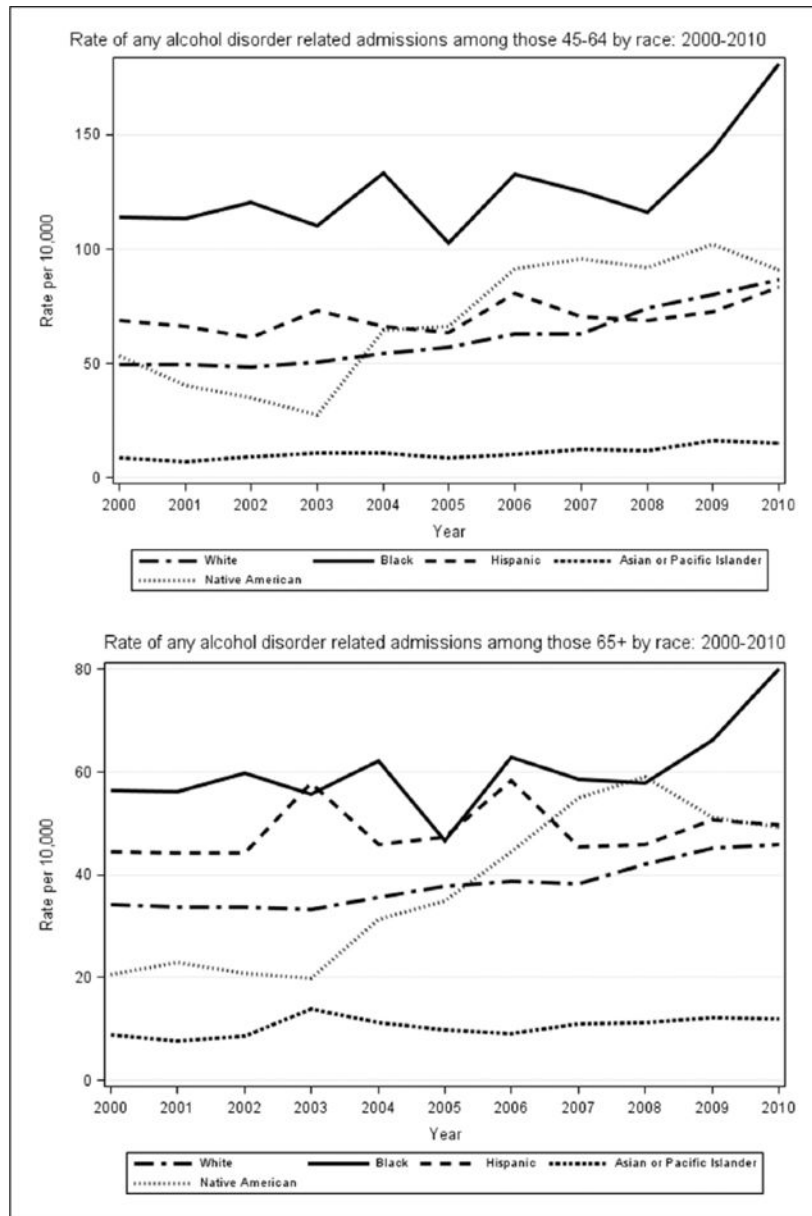 Rate of any alcohol disorder related admissions among those 45-64 by race: 2000-2010
150
100
50
0
Rate per 10,000
2000 2001 2002 2003 2004 2005 2006 2007 2008 2009 2010
Year
White Black Hispanic Asian or Pacific Islander
Native American
Rate of any alcohol disorder related admissions among those 65+ by race: 2000-2010
80
60
40
20
0
Rate per 10,000
2000 2001 2002 2003 2004 2005 2006 2007 2008 2009 2010
Year
White Black Hispanic Asian or Pacific Islander
Native American